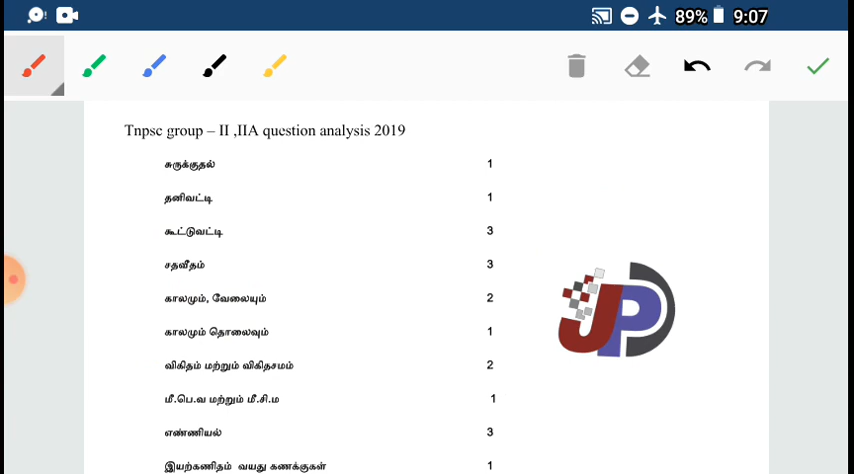 89% 9:07
Tnpsc group – II ,IIA question analysis 2019
சுருக்குதல் 1
தனிவட்டி 1
கூட்டுவட்டி 3
சதவீதம் 3
காலமும், வேலையும் 2
காலமும் தொலைவும் 1
விகிதம் மற்றும் விகிதசமம் 2
மீ.பெ.வ மற்றும் மீ.சி.ம 1
எண்ணியல் 3
இயற்கணிதம் வயது கணக்குகள் 1
JP